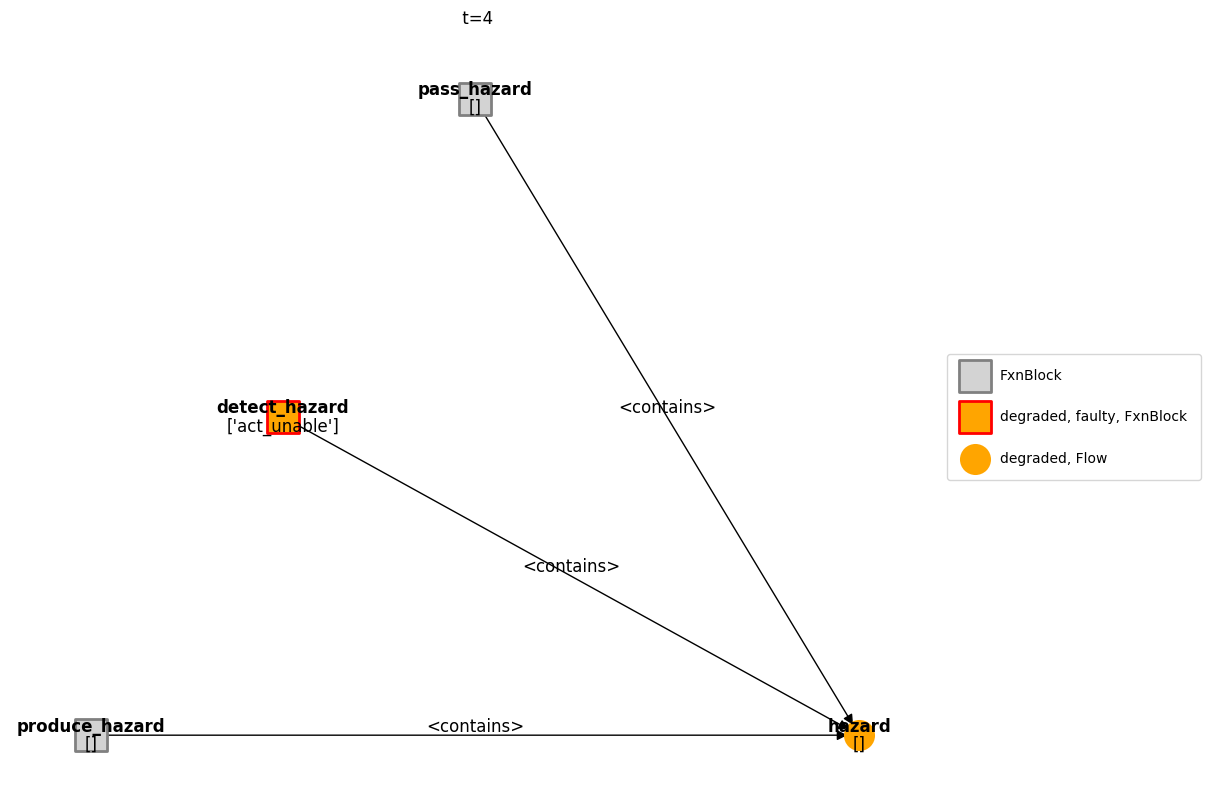 t=4
pass_hazard
[]
<contains>
detect_hazard
['act_unable']
<contains>
produce_hazard
[]
<contains>
hazard
[]
FxnBlock
degraded, faulty, FxnBlock
degraded, Flow